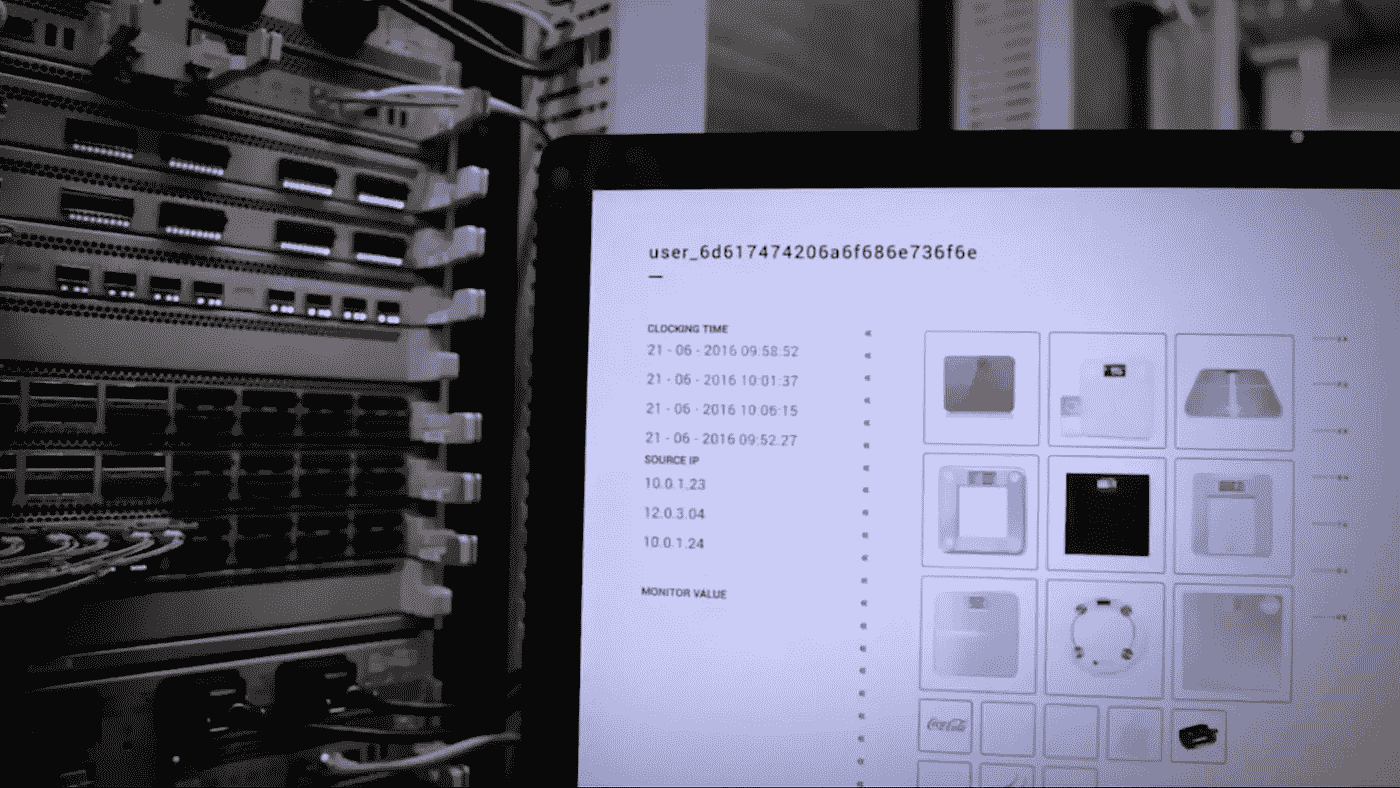 user_6d617474206a6f686e736f6e
CLOCKING TIME
21 - 06 - 2016 09:58:52
21 - 06 - 2016 10:01:37
21 - 06 - 2016 10:06:15
21 - 06 - 2016 09:52.27
SOURCE IP
10.0.1.23
12.0.3.04
10.0.1.24
MONITOR VALUE
Coca-Cola